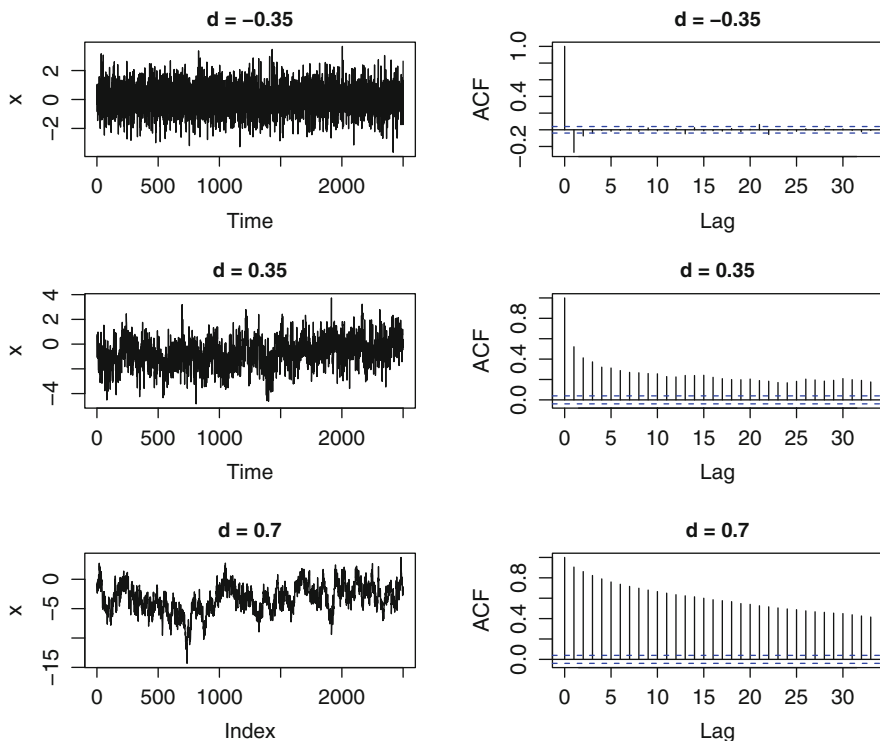 d = −0.35
x
−2 0 2
0 500 1000 2000
Time
d = −0.35
ACF
−0.2 0.4 1.0
0 5 10 15 20 25 30
Lag
d = 0.35
x
−4 0 2 4
0 500 1000 2000
Time
d = 0.35
ACF
0.0 0.4 0.8
0 5 10 15 20 25 30
Lag
d = 0.7
x
−15 −5 0
0 500 1000 2000
Index
d = 0.7
ACF
0.0 0.4 0.8
0 5 10 15 20 25 30
Lag